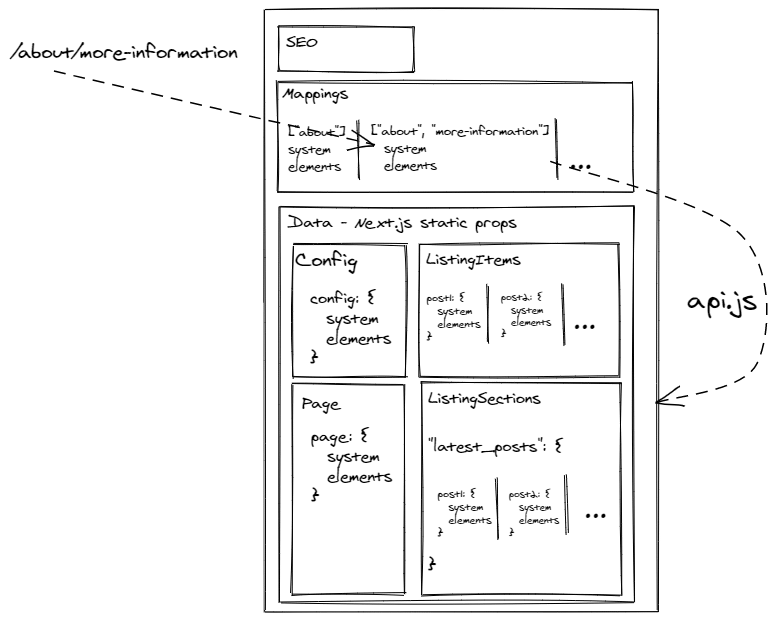 SEO
/about/more-information
Mappings
["about"]
system
elements
["about", "more-information"]
system
elements
...
Data - Next.js static props
Config
config: {
system
elements
}
ListingItems
post1: {
system
elements
}
post2: {
system
elements
}
...
api.js
Page
page: {
system
elements
}
ListingSections
"latest_posts": {
post1: {
system
elements
}
post2: {
system
elements
}
...
}